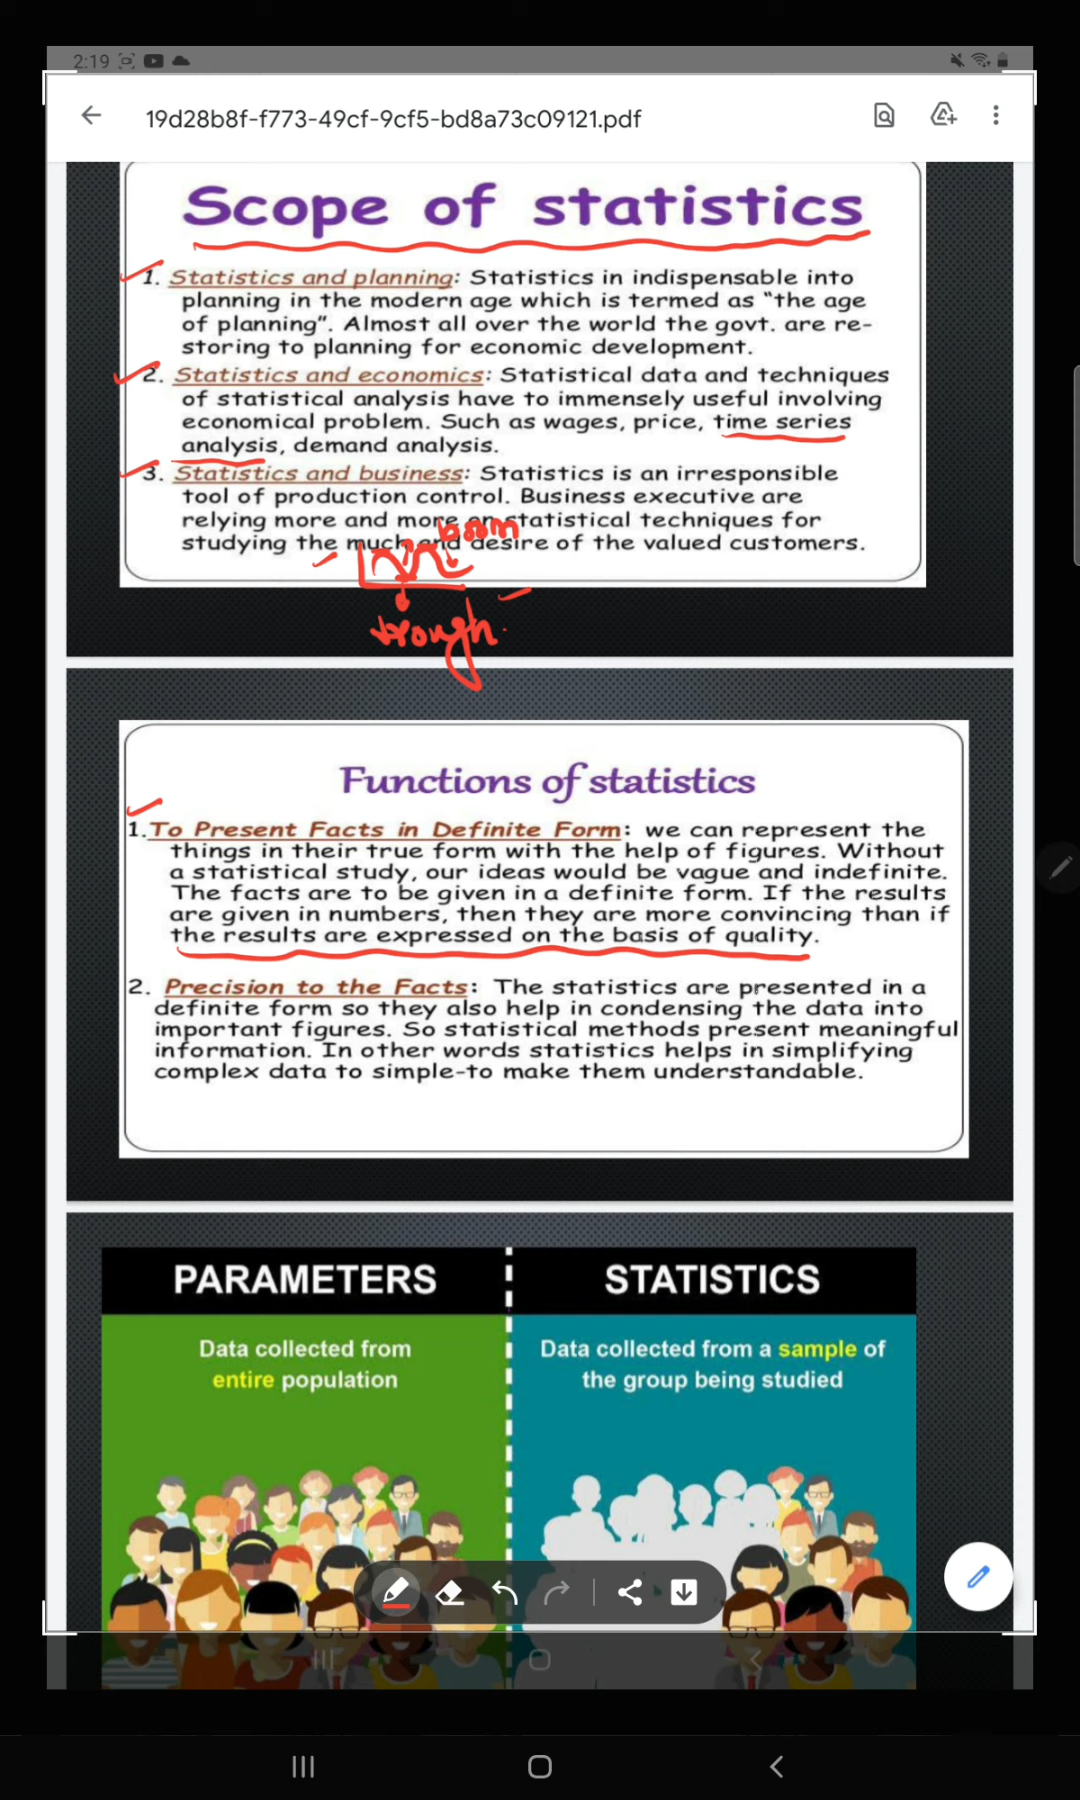 2:19
19d28b8f-f773-49cf-9cf5-bd8a73c09121.pdf
Scope of statistics
1. Statistics and planning: Statistics in indispensable into
planning in the modern age which is termed as "the age
of planning". Almost all over the world the govt. are re-
storing to planning for economic development.
2. Statistics and economics: Statistical data and techniques
of statistical analysis have to immensely useful involving
economical problem. Such as wages, price, time series
analysis, demand analysis.
3. Statistics and business: Statistics is an irresponsible
tool of production control. Business executive are
relying more and more on statistical techniques for
studying the much and desire of the valued customers.
boom
trough
Functions of statistics
1. To Present Facts in Definite Form: we can represent the
things in their true form with the help of figures. Without
a statistical study, our ideas would be vague and indefinite.
The facts are to be given in a definite form. If the results
are given in numbers, then they are more convincing than if
the results are expressed on the basis of quality.
2. Precision to the Facts: The statistics are presented in a
definite form so they also help in condensing the data into
important figures. So statistical methods present meaningful
information. In other words statistics helps in simplifying
complex data to simple-to make them understandable.
PARAMETERS
STATISTICS
Data collected from
entire population
Data collected from a sample of
the group being studied